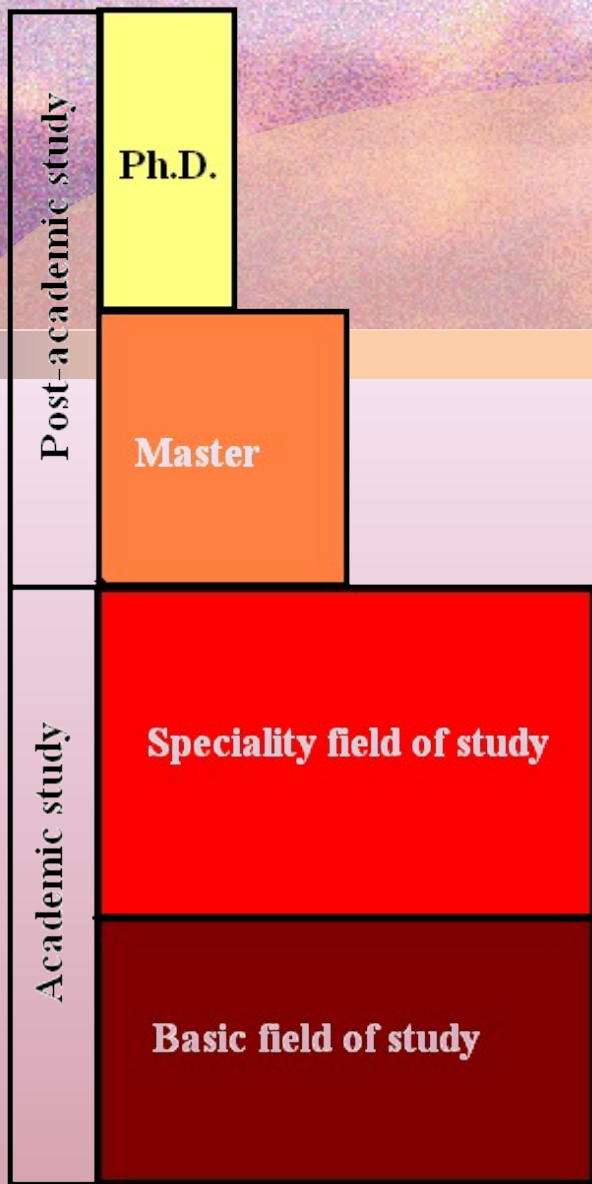 Post-academic study
Ph.D.
Master
Academic study
Speciality field of study
Basic field of study